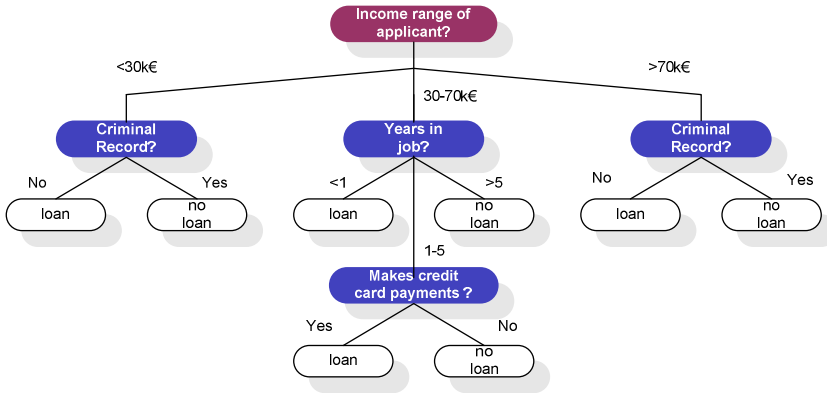 Income range of
applicant?
<30k€
30-70k€
>70k€
Criminal
Record?
Years in
job?
Criminal
Record?
No
Yes
<1
>5
No
Yes
loan
no
loan
loan
no
loan
loan
no
loan
1-5
Makes credit
card payments ?
Yes
No
loan
no
loan